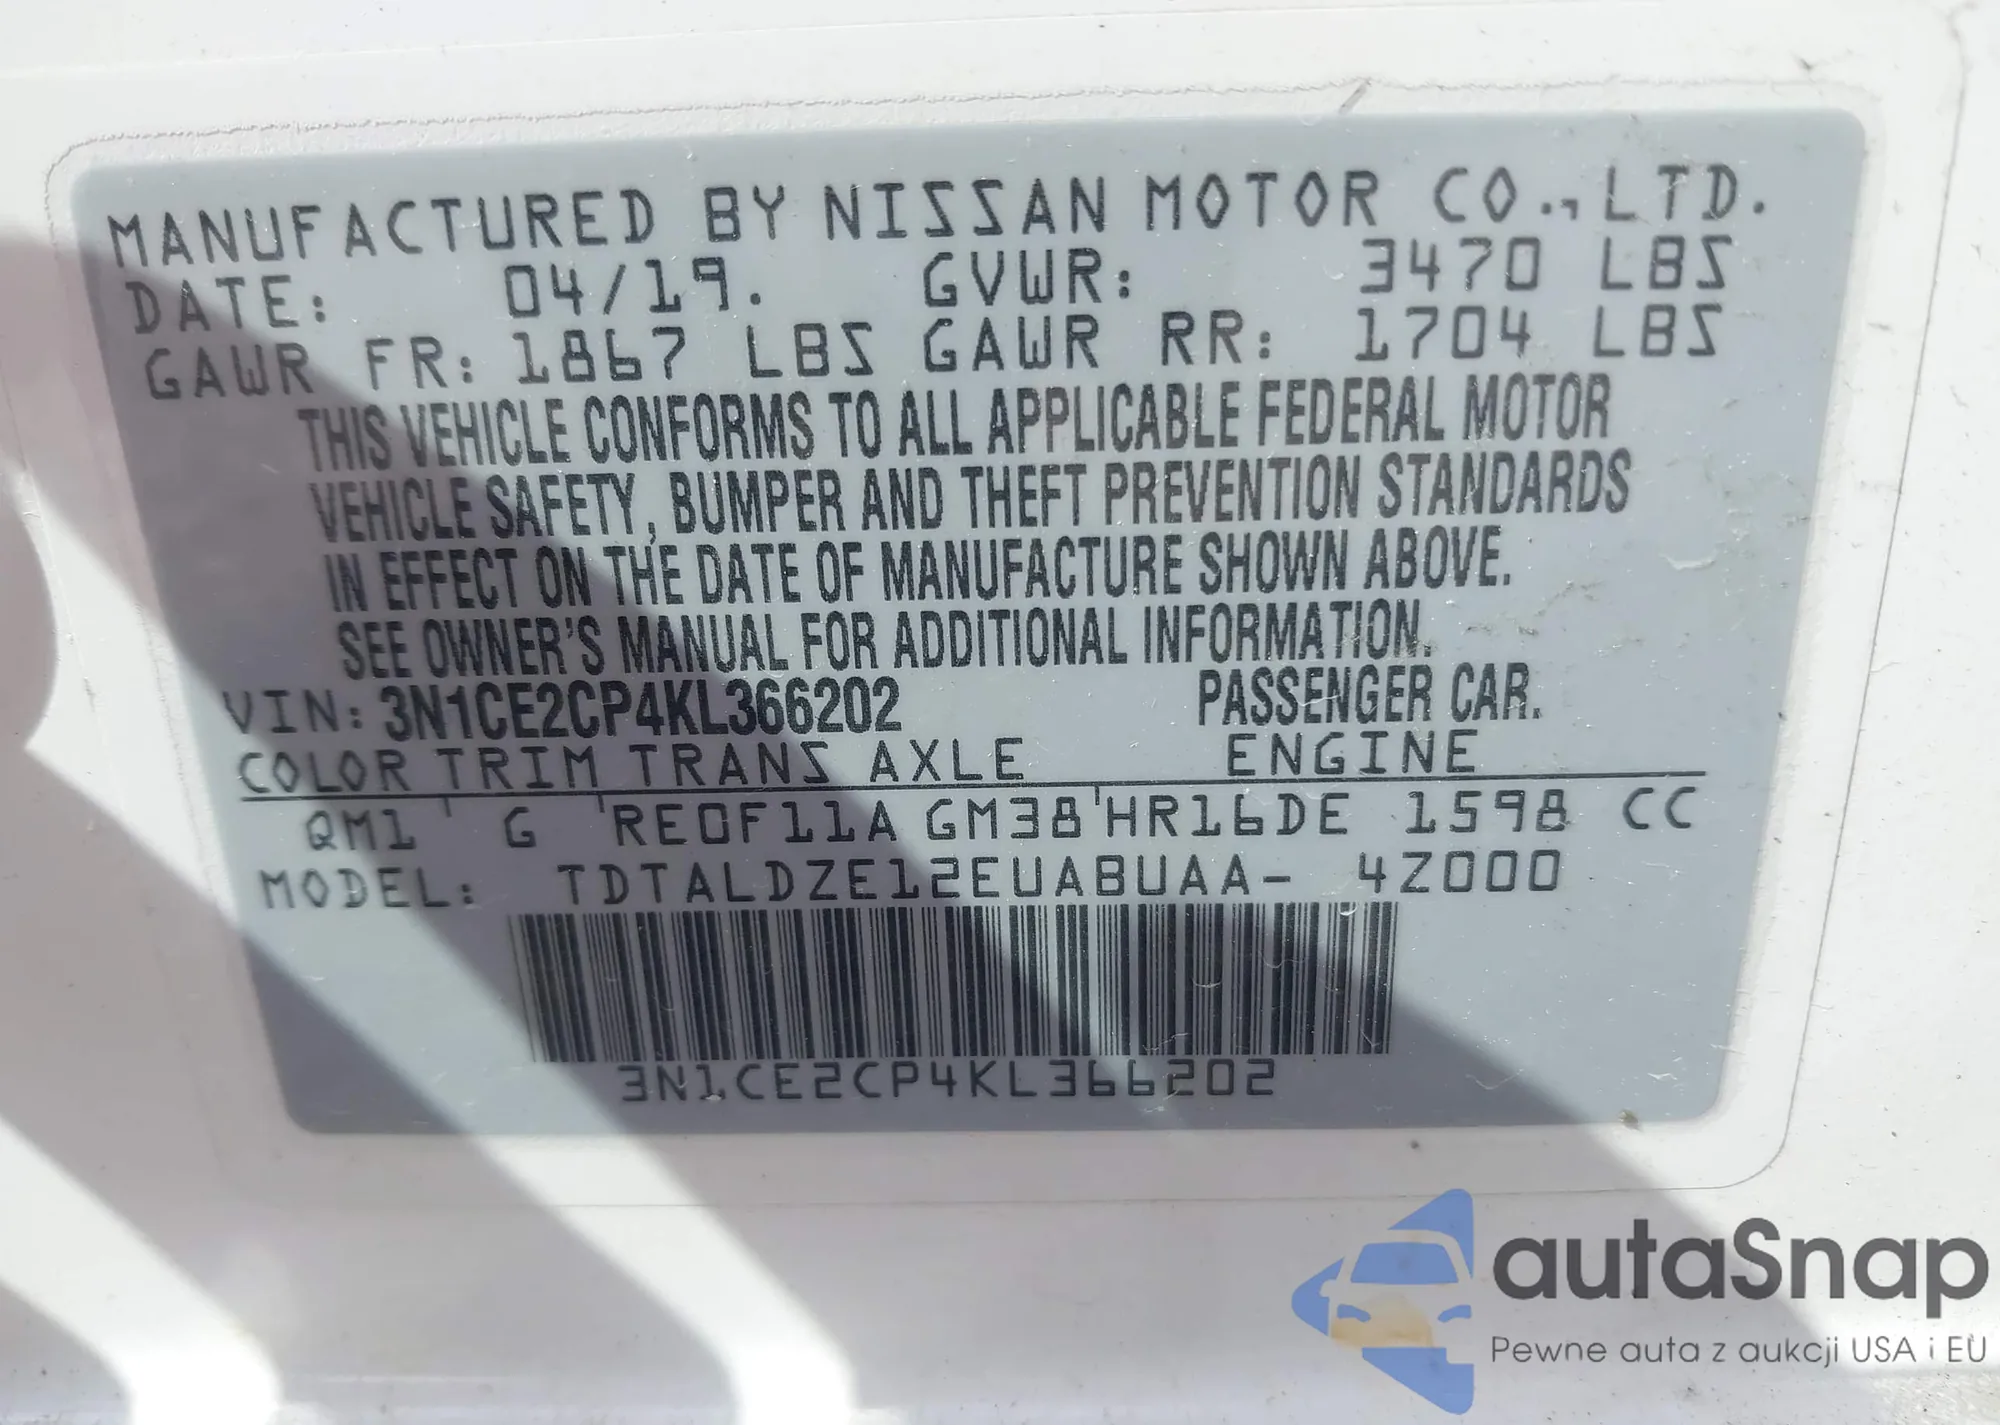 MANUFACTURED BY NISSAN MOTOR CO., LTD.
DATE: 04/19. GVWR: 3470 LBS
GAWR FR: 1867 LBS GAWR RR: 1704 LBS
THIS VEHICLE CONFORMS TO ALL APPLICABLE FEDERAL MOTOR
VEHICLE SAFETY, BUMPER AND THEFT PREVENTION STANDARDS
IN EFFECT ON THE DATE OF MANUFACTURE SHOWN ABOVE.
SEE OWNER'S MANUAL FOR ADDITIONAL INFORMATION.
VIN: 3N1CE2CP4KL366202 PASSENGER CAR.
COLOR TRIM TRANS AXLE ENGINE
QM1 G RE0F11A GM38 HR16DE 1598 CC
MODEL: TDTALDZE12EUABUAA- 4Z000
3N1CE2CP4KL366202
autaSnap
Pewne auta z aukcji USA i EU